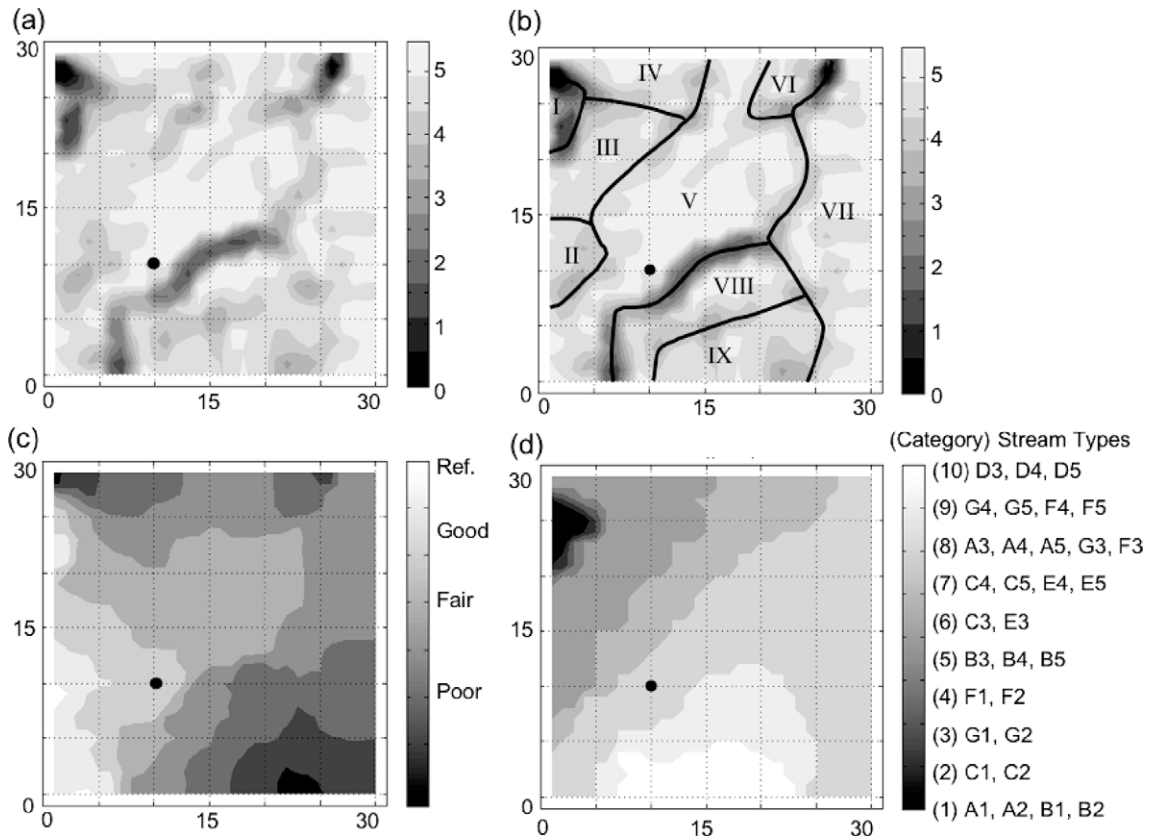 (a)
30
15
0
0
15
30
5
4
3
2
1
0
(b)
30
15
0
0
15
30
I
II
III
IV
V
VI
VII
VIII
IX
5
4
3
2
1
0
(c)
30
15
0
0
15
30
Ref.
Good
Fair
Poor
(d)
30
15
0
0
15
30
(Category) Stream Types
(10) D3, D4, D5
(9) G4, G5, F4, F5
(8) A3, A4, A5, G3, F3
(7) C4, C5, E4, E5
(6) C3, E3
(5) B3, B4, B5
(4) F1, F2
(3) G1, G2
(2) C1, C2
(1) A1, A2, B1, B2